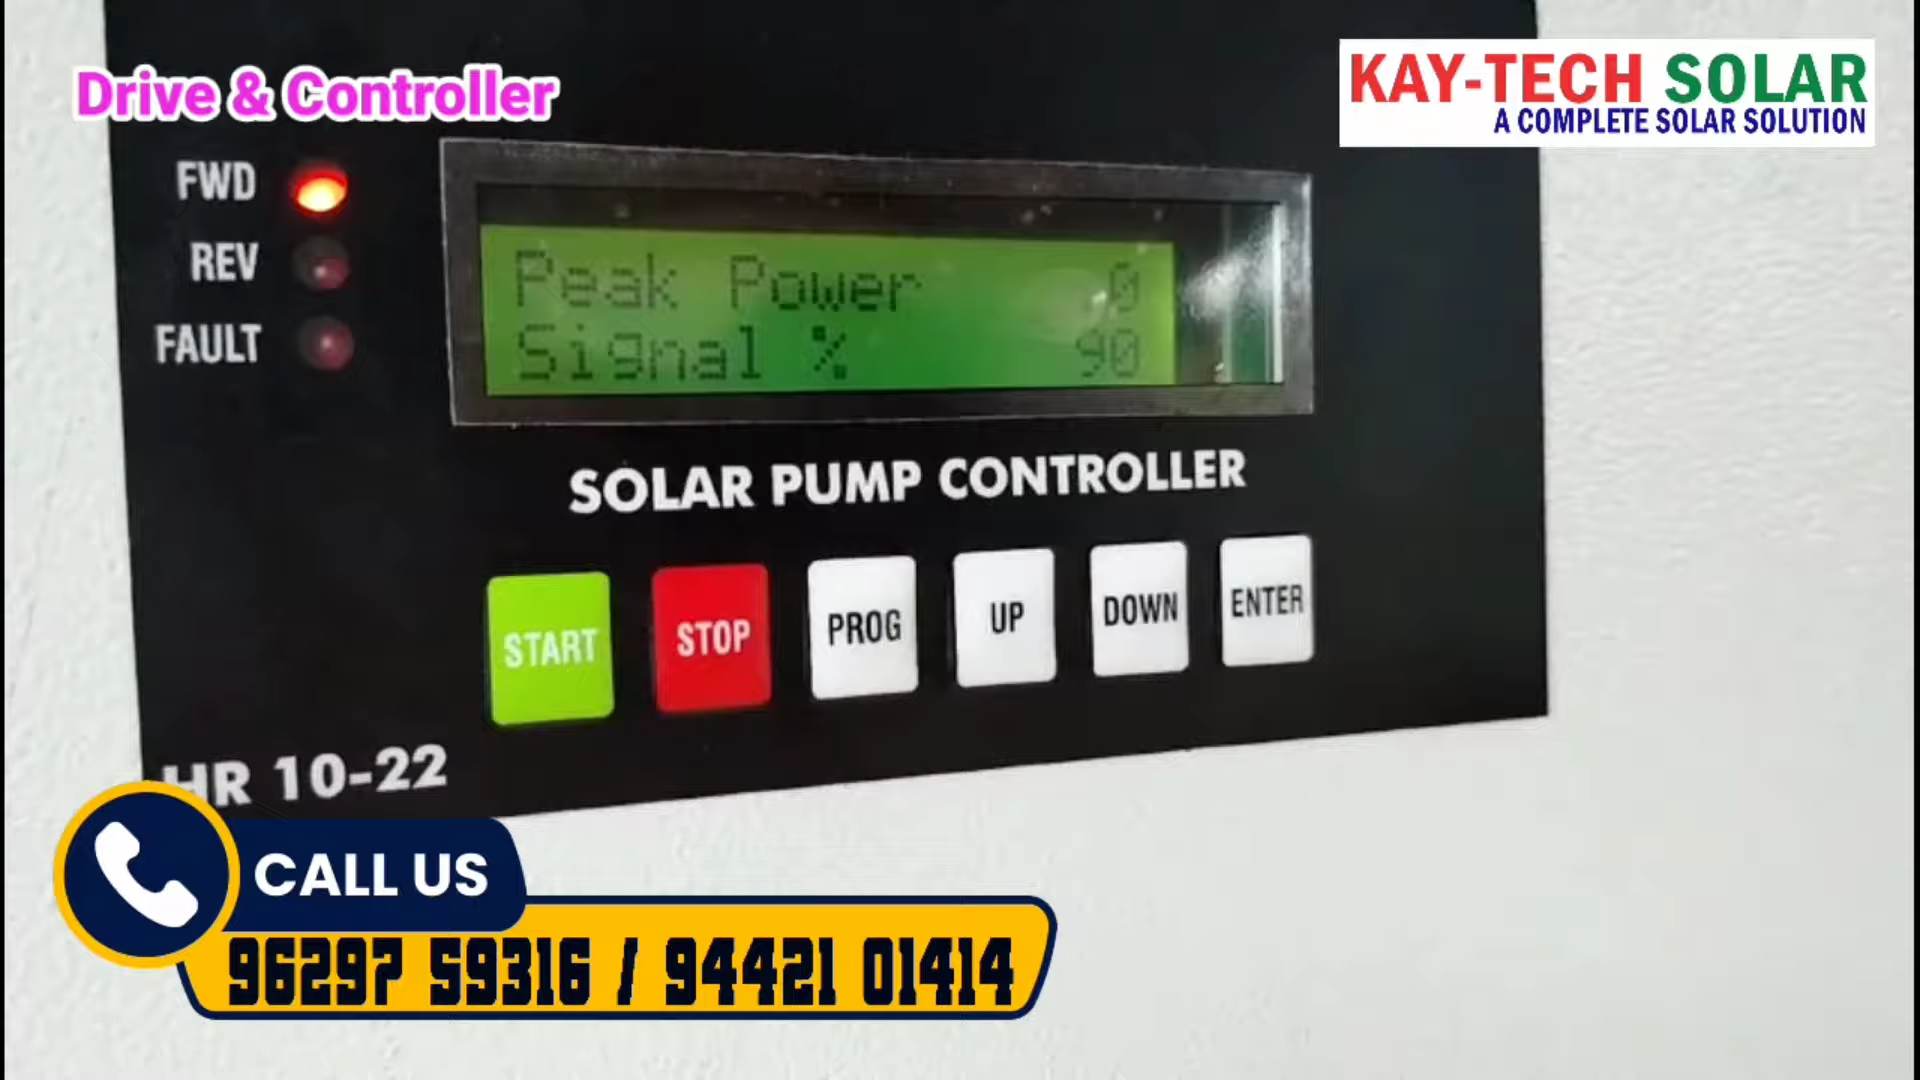 Drive & Controller
KAY-TECH SOLAR
A COMPLETE SOLAR SOLUTION
FWD
REV
FAULT
Peak Power 0
Signal % 90
SOLAR PUMP CONTROLLER
START STOP PROG UP DOWN ENTER
HR 10-22
CALL US
96297 59316 / 94421 01414